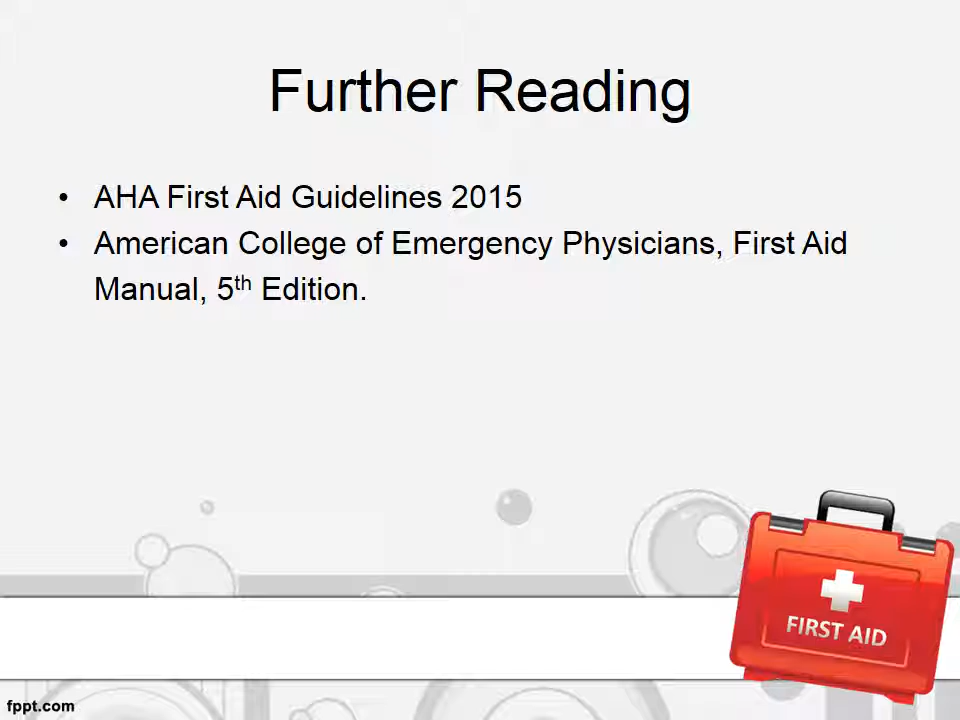 Further Reading
• AHA First Aid Guidelines 2015
• American College of Emergency Physicians, First Aid
Manual, 5th Edition.
FIRST AID
fppt.com